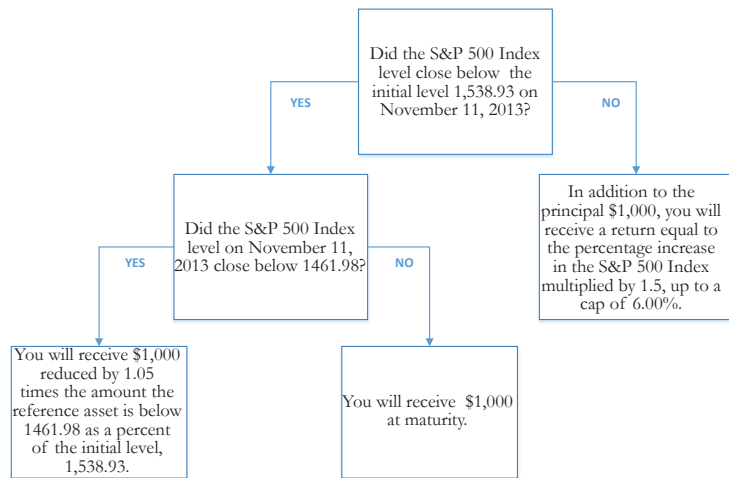 Did the S&P 500 Index
level close below the
initial level 1,538.93 on
November 11, 2013?
YES
NO
Did the S&P 500 Index
level on November 11,
2013 close below 1461.98?
In addition to the
principal $1,000, you will
receive a return equal to
the percentage increase
in the S&P 500 Index
multiplied by 1.5, up to a
cap of 6.00%.
YES
NO
You will receive $1,000
reduced by 1.05
times the amount the
reference asset is below
1461.98 as a percent
of the initial level,
1,538.93.
You will receive $1,000
at maturity.